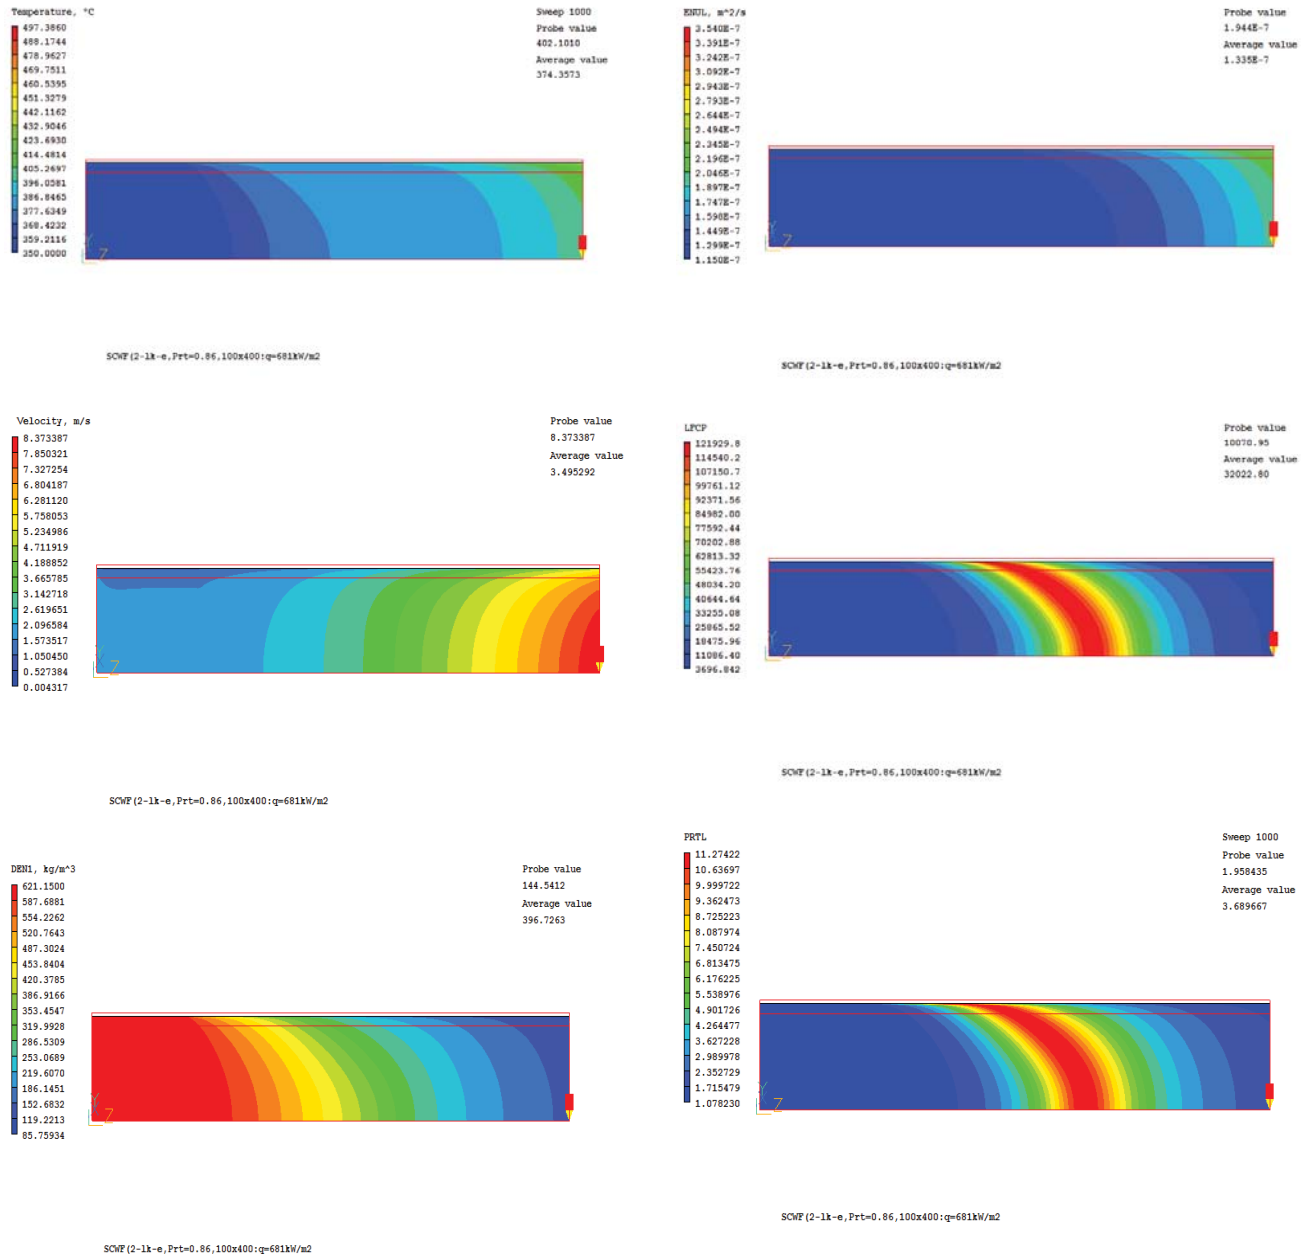 Temperature, °C
497.3860
488.1744
478.9627
469.7511
460.5395
451.3279
442.1162
432.9046
423.6930
414.4814
405.2697
396.0581
386.8465
377.6349
368.4232
359.2116
350.0000
Sweep 1000
Probe value
402.1010
Average value
374.3573
Y
Z
SCWF(2-lk-e,Prt=0.86,100x400:q=681kW/m2
ENUL, m^2/s
3.540E-7
3.391E-7
3.242E-7
3.092E-7
2.943E-7
2.793E-7
2.644E-7
2.494E-7
2.345E-7
2.196E-7
2.046E-7
1.897E-7
1.747E-7
1.598E-7
1.449E-7
1.299E-7
1.150E-7
Probe value
1.944E-7
Average value
1.335E-7
Y
Z
SCWF(2-lk-e,Prt=0.86,100x400:q=681kW/m2
Velocity, m/s
8.373387
7.850321
7.327254
6.804187
6.281120
5.758053
5.234986
4.711919
4.188852
3.665785
3.142718
2.619651
2.096584
1.573517
1.050450
0.527384
0.004317
Probe value
8.373387
Average value
3.495292
Y
Z
SCWF(2-lk-e,Prt=0.86,100x400:q=681kW/m2
LFCP
121929.8
114540.2
107150.7
99761.12
92371.56
84982.00
77592.44
70202.88
62813.32
55423.76
48034.20
40644.64
33255.08
25865.52
18475.96
11086.40
3696.842
Probe value
10070.95
Average value
32022.80
Y
Z
SCWF(2-lk-e,Prt=0.86,100x400:q=681kW/m2
DEN1, kg/m^3
621.1500
587.6881
554.2262
520.7643
487.3024
453.8404
420.3785
386.9166
353.4547
319.9928
286.5309
253.0689
219.6070
186.1451
152.6832
119.2213
85.75934
Probe value
144.5412
Average value
396.7263
Y
Z
SCWF(2-lk-e,Prt=0.86,100x400:q=681kW/m2
PRTL
11.27422
10.63697
9.999722
9.362473
8.725223
8.087974
7.450724
6.813475
6.176225
5.538976
4.901726
4.264477
3.627228
2.989978
2.352729
1.715479
1.078230
Sweep 1000
Probe value
1.958435
Average value
3.689667
Y
Z
SCWF(2-lk-e,Prt=0.86,100x400:q=681kW/m2